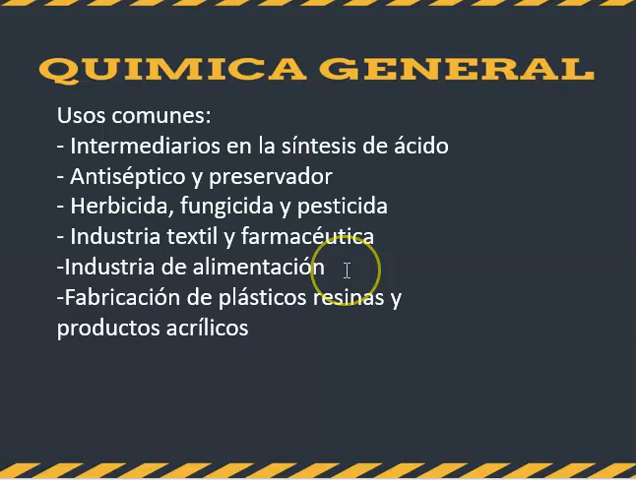 QUIMICA GENERAL
Usos comunes:
- Intermediarios en la síntesis de ácido
- Antiséptico y preservador
- Herbicida, fungicida y pesticida
- Industria textil y farmacéutica
-Industria de alimentación
-Fabricación de plásticos resinas y
productos acrílicos